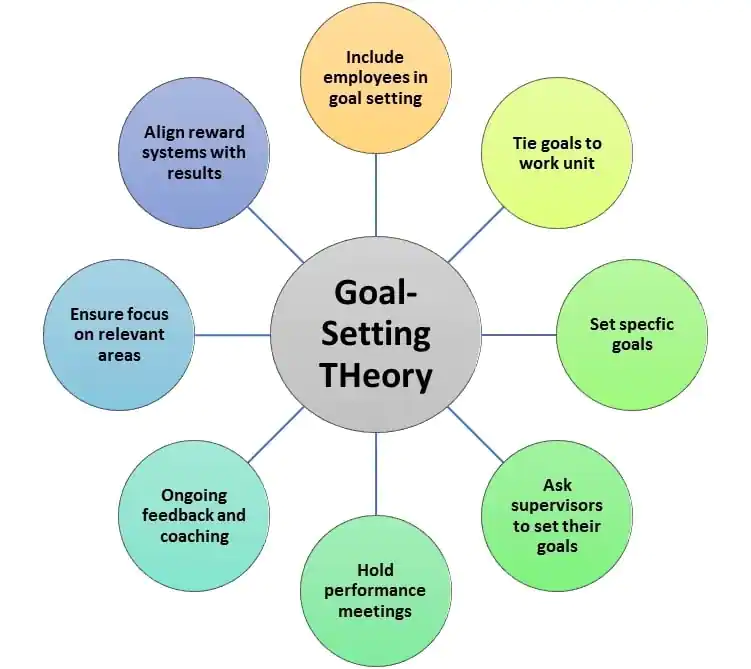 Include
employees in
goal setting
Align reward
systems with
results
Tie goals to
work unit
Ensure focus
on relevant
areas
Goal-
Setting
THeory
Set specfic
goals
Ongoing
feedback and
coaching
Ask
supervisors
to set their
goals
Hold
performance
meetings